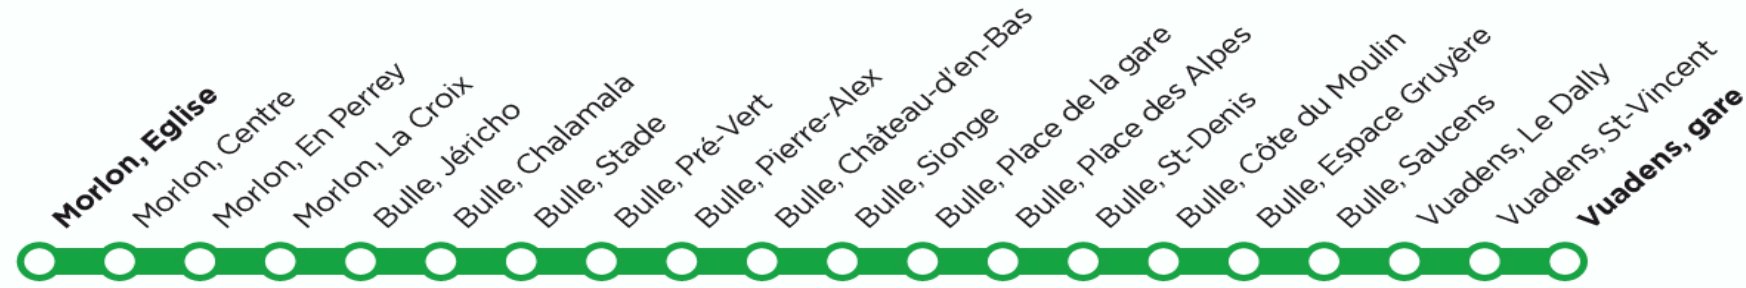 Morlon, Eglise
Morlon, Centre
Morlon, En Perrey
Morlon, La Croix
Bulle, Jéricho
Bulle, Chalamala
Bulle, Stade
Bulle, Pré-Vert
Bulle, Pierre-Alex
Bulle, Château-d'en-Bas
Bulle, Sionge
Bulle, Place de la gare
Bulle, Place des Alpes
Bulle, St-Denis
Bulle, Côte du Moulin
Bulle, Espace Gruyère
Bulle, Saucens
Vuadens, Le Dally
Vuadens, St-Vincent
Vuadens, gare